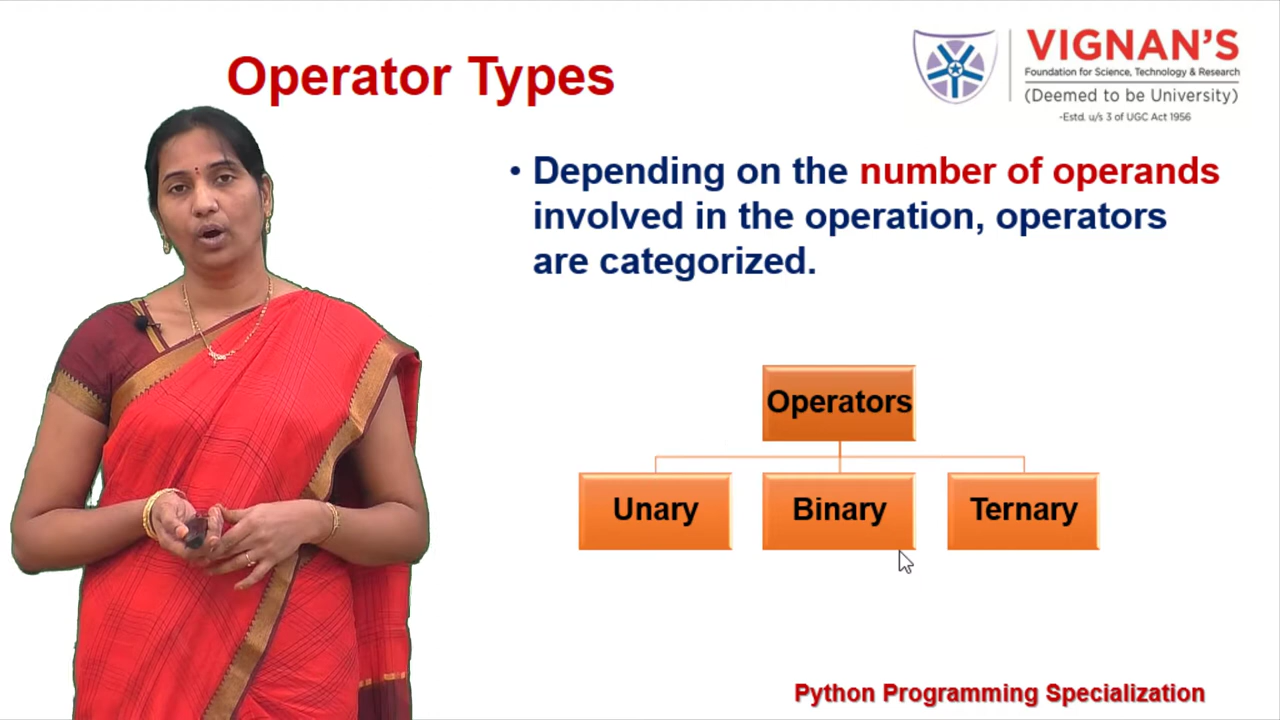 Operator Types
VIGNAN'S
Foundation for Science, Technology & Research
(Deemed to be University)
-Estd. u/s 3 of UGC Act 1956
• Depending on the number of operands
involved in the operation, operators
are categorized.
Operators
Unary
Binary
Ternary
Python Programming Specialization